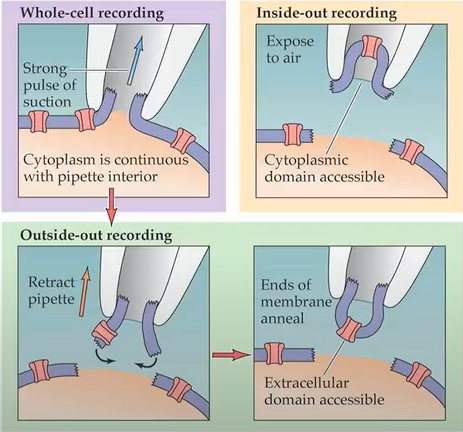 Whole-cell recording
Strong
pulse of
suction
Cytoplasm is continuous
with pipette interior
Inside-out recording
Expose
to air
Cytoplasmic
domain accessible
Outside-out recording
Retract
pipette
Ends of
membrane
anneal
Extracellular
domain accessible